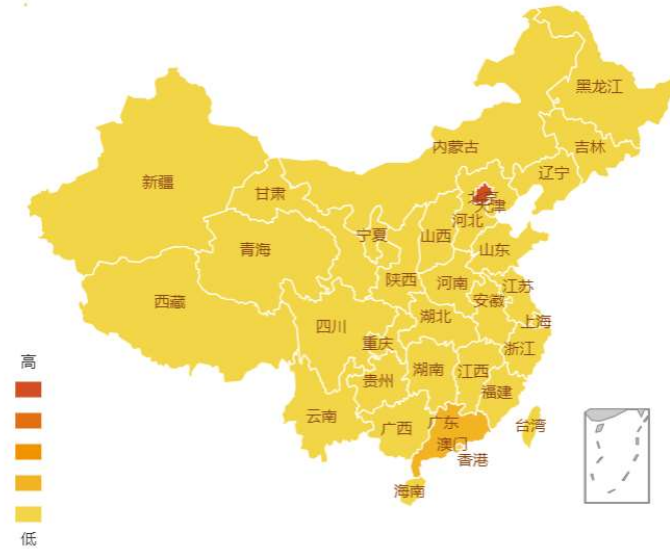 黑龙江
内蒙古
吉林
辽宁
新疆
甘肃
北京
天津
河北
宁夏
山西
青海
山东
陕西
河南
西藏
江苏
安徽
湖北
上海
四川
重庆
浙江
高
湖南
江西
贵州
福建
云南
广东
台湾
广西
澳门
香港
海南
低